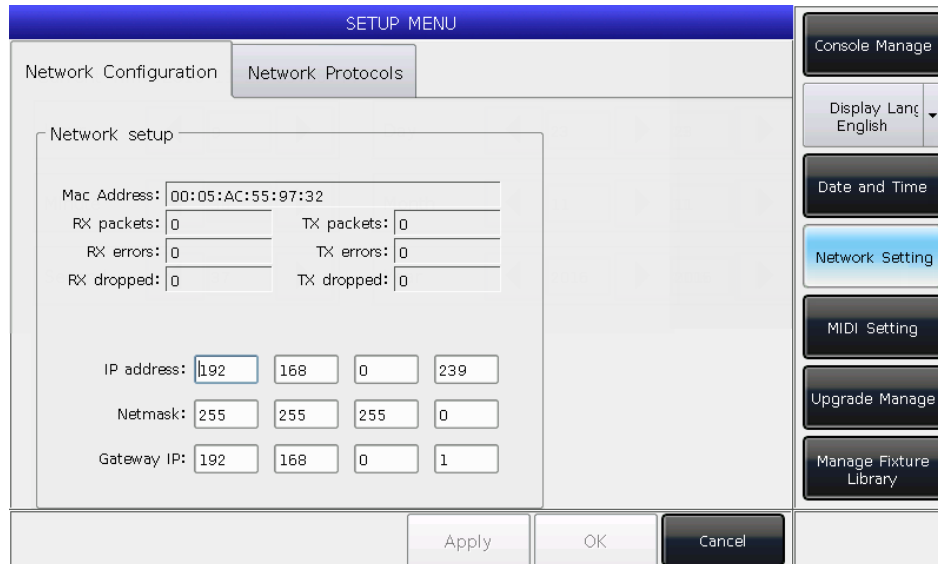 SETUP MENU
Network Configuration
Network Protocols
Network setup
Mac Address: 00:05:AC:55:97:32
RX packets: 0 TX packets: 0
RX errors: 0 TX errors: 0
RX dropped: 0 TX dropped: 0
IP address: 192 168 0 239
Netmask: 255 255 255 0
Gateway IP: 192 168 0 1
Apply
OK
Cancel
Console Manage
Display Lang
English
Date and Time
Network Setting
MIDI Setting
Upgrade Manage
Manage Fixture
Library